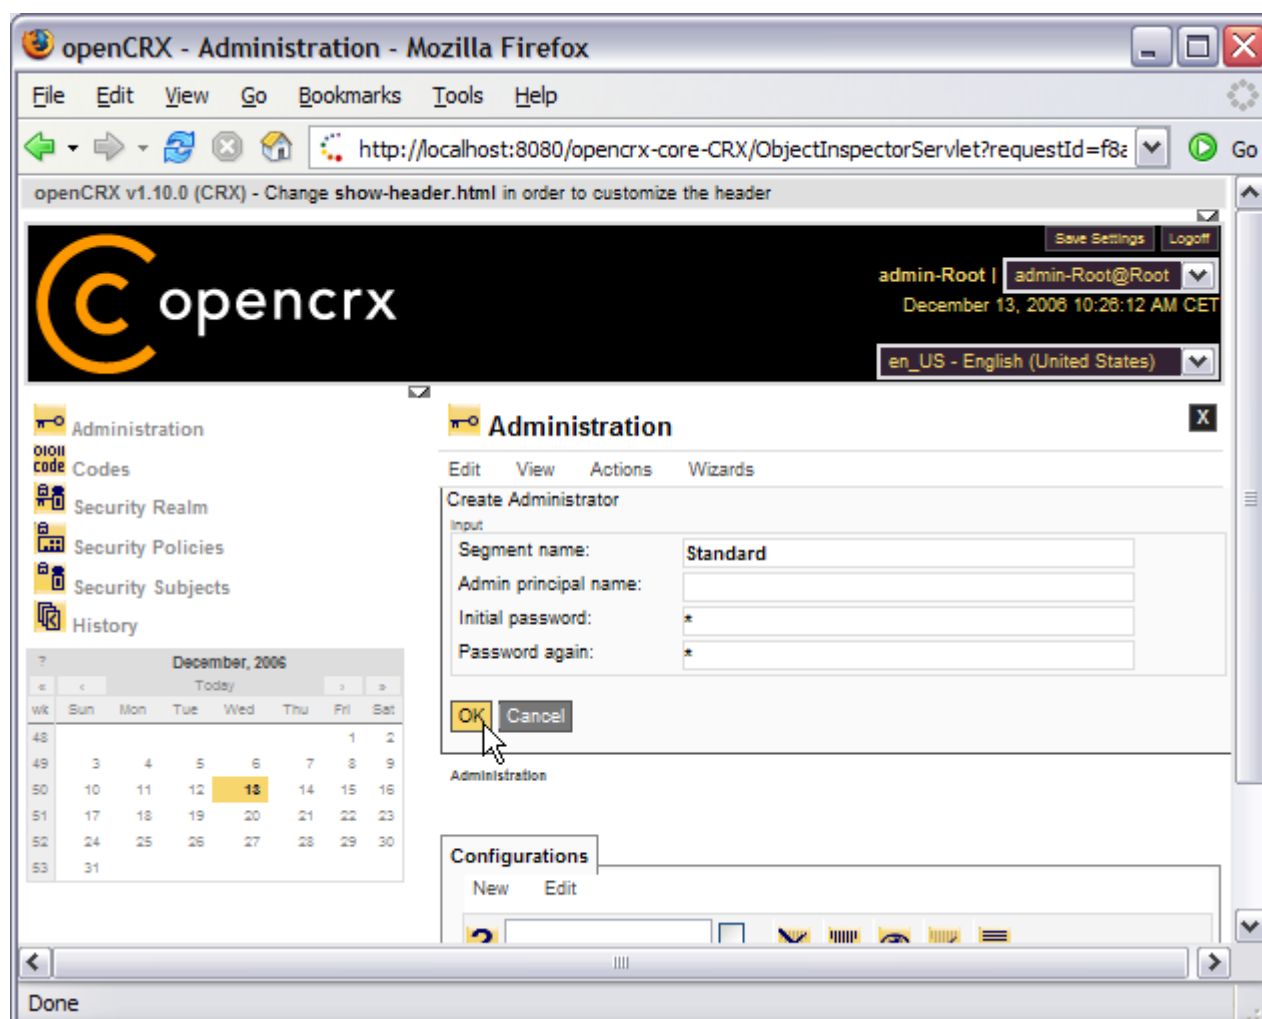 openCRX - Administration - Mozilla Firefox
File Edit View Go Bookmarks Tools Help
http://localhost:8080/opencrx-core-CRX/ObjectInspectorServlet?requestId=f8a Go
openCRX v1.10.0 (CRX) - Change show-header.html in order to customize the header
Save Settings Logoff
opencrx
admin-Root | admin-Root@Root
December 13, 2006 10:26:12 AM CET
en_US - English (United States)
Administration
Codes
Security Realm
Security Policies
Security Subjects
History
? December, 2006
« ‹ Today › »
wk Sun Mon Tue Wed Thu Fri Sat
48 1 2
49 3 4 5 6 7 8 9
50 10 11 12 13 14 15 16
51 17 18 19 20 21 22 23
52 24 25 26 27 28 29 30
53 31
Administration X
Edit View Actions Wizards
Create Administrator
Input
Segment name: Standard
Admin principal name:
Initial password: *
Password again: *
OK Cancel
Administration
Configurations
New Edit
?
Done